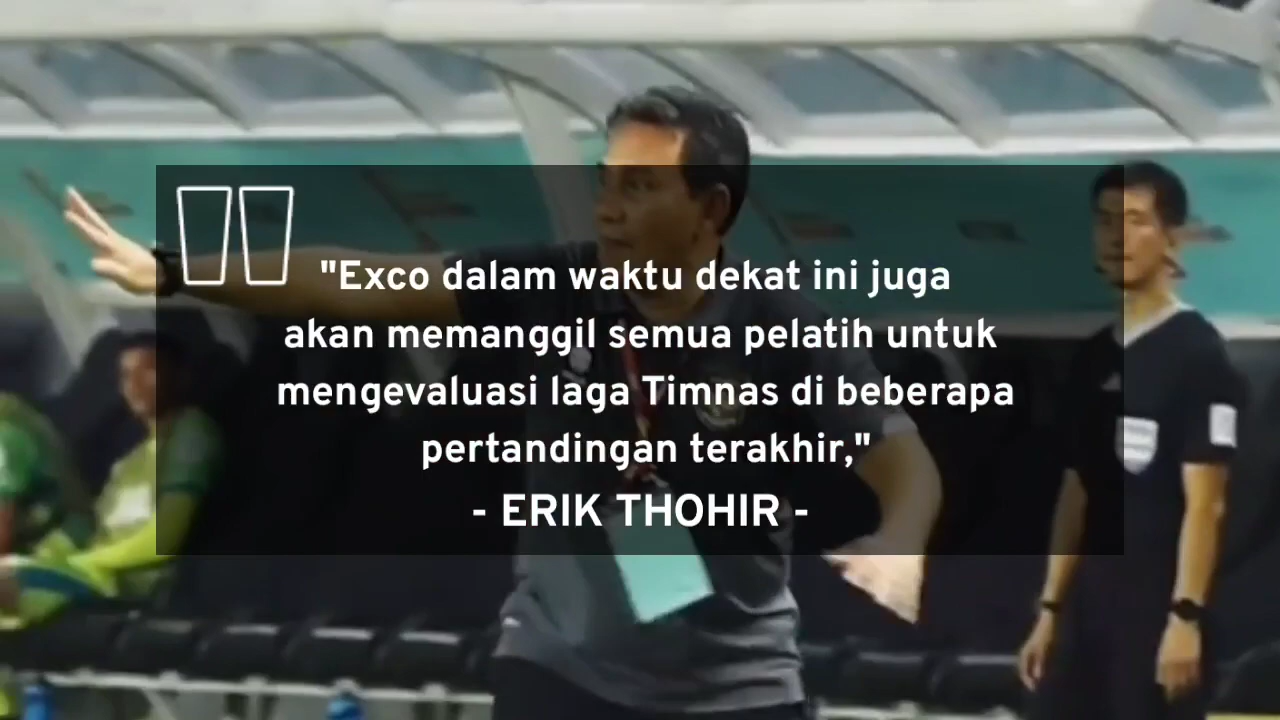 "Exco dalam waktu dekat ini juga
akan memanggil semua pelatih untuk
mengevaluasi laga Timnas di beberapa
pertandingan terakhir,"
- ERIK THOHIR -